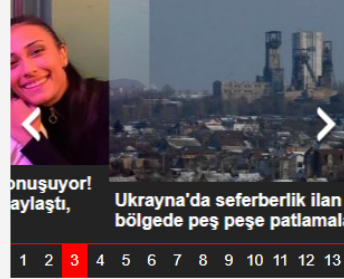 onuşuyor!
aylaştı,
Ukrayna'da seferberlik ilan
bölgede peş peşe
1 2 3 4 5 6 7 8 9 10 11 12 13